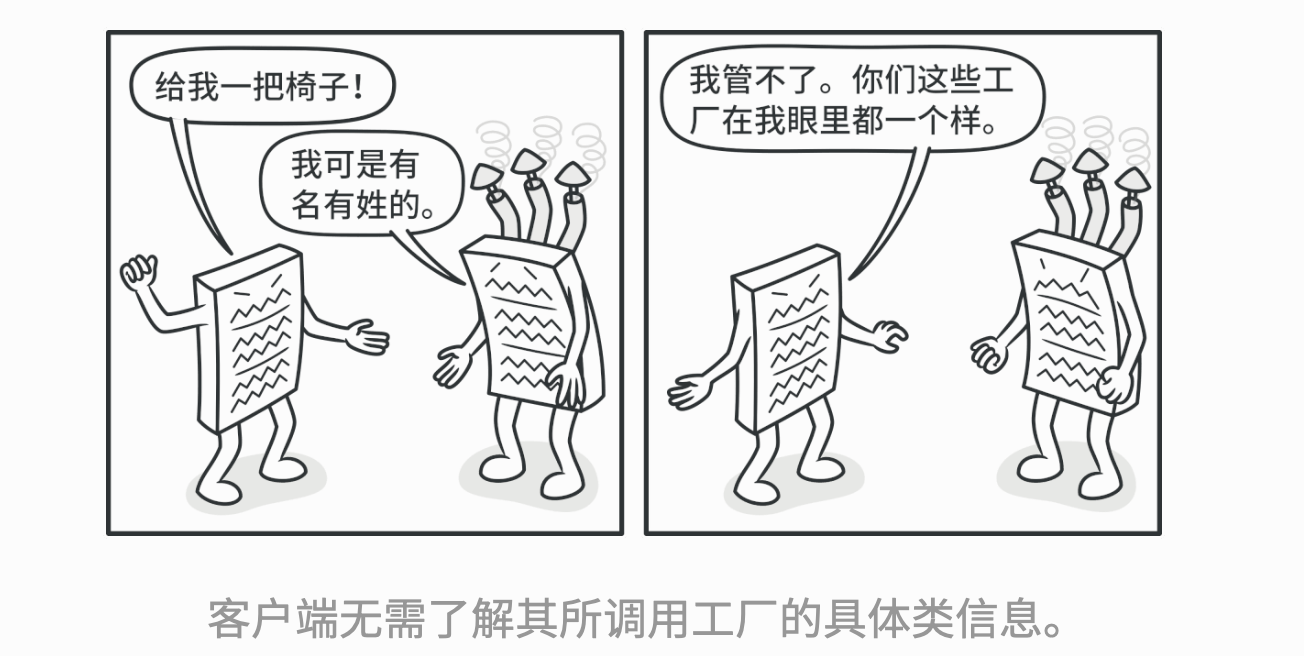 给我一把椅子！
我可是有
名有姓的。
我管不了。你们这些工
厂在我眼里都一个样。
客户端无需了解其所调用工厂的具体类信息。